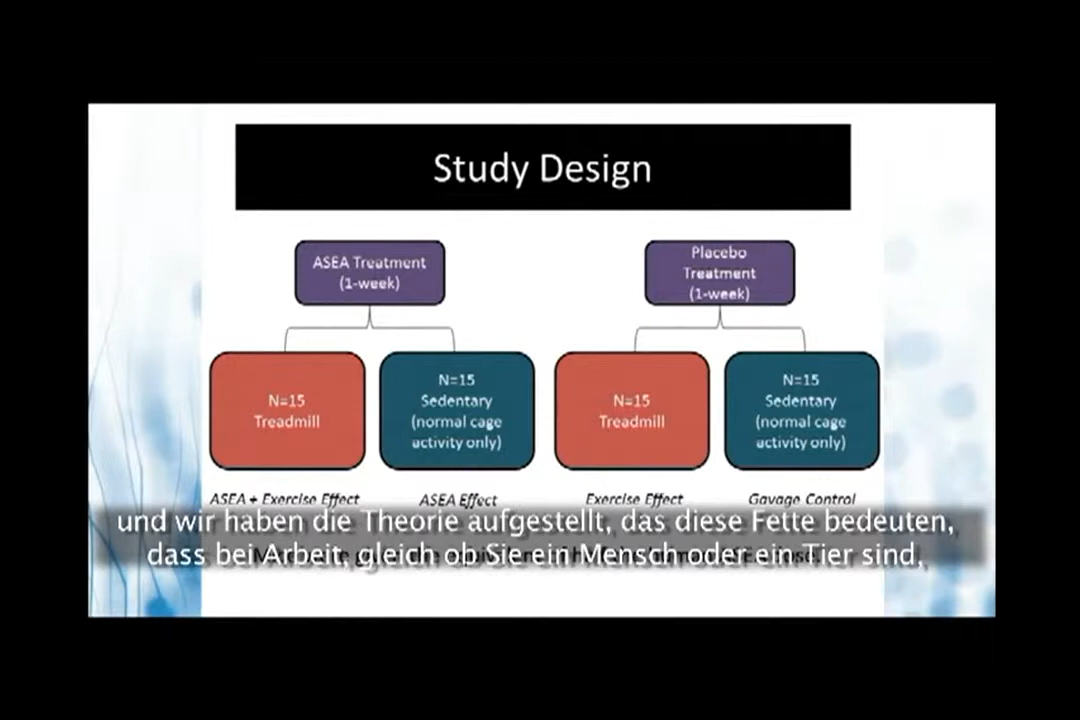 Study Design
ASEA Treatment
(1-week)
Placebo
Treatment
(1-week)
N=15
Treadmill
N=15
Sedentary
(normal cage
activity only)
N=15
Treadmill
N=15
Sedentary
(normal cage
activity only)
ASEA + Exercise Effect
ASEA Effect
Exercise Effect
Gavage Control
und wir haben die Theorie aufgestellt, das diese Fette bedeuten,
dass bei Arbeit, gleich ob Sie ein Mensch oder ein Tier sind,